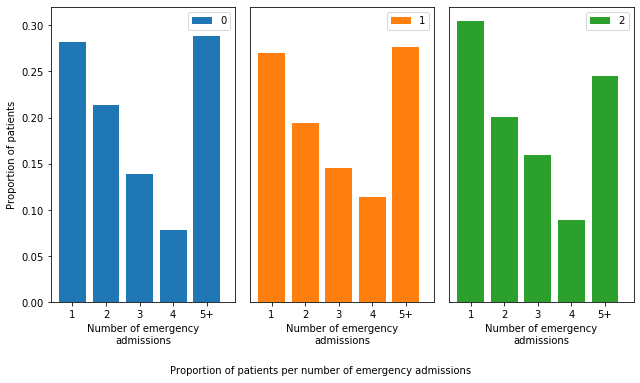 Proportion of patients
0.30
0.25
0.20
0.15
0.10
0.05
0.00
0
1 2 3 4 5+
Number of emergency
admissions
1
1 2 3 4 5+
Number of emergency
admissions
2
1 2 3 4 5+
Number of emergency
admissions
Proportion of patients per number of emergency admissions